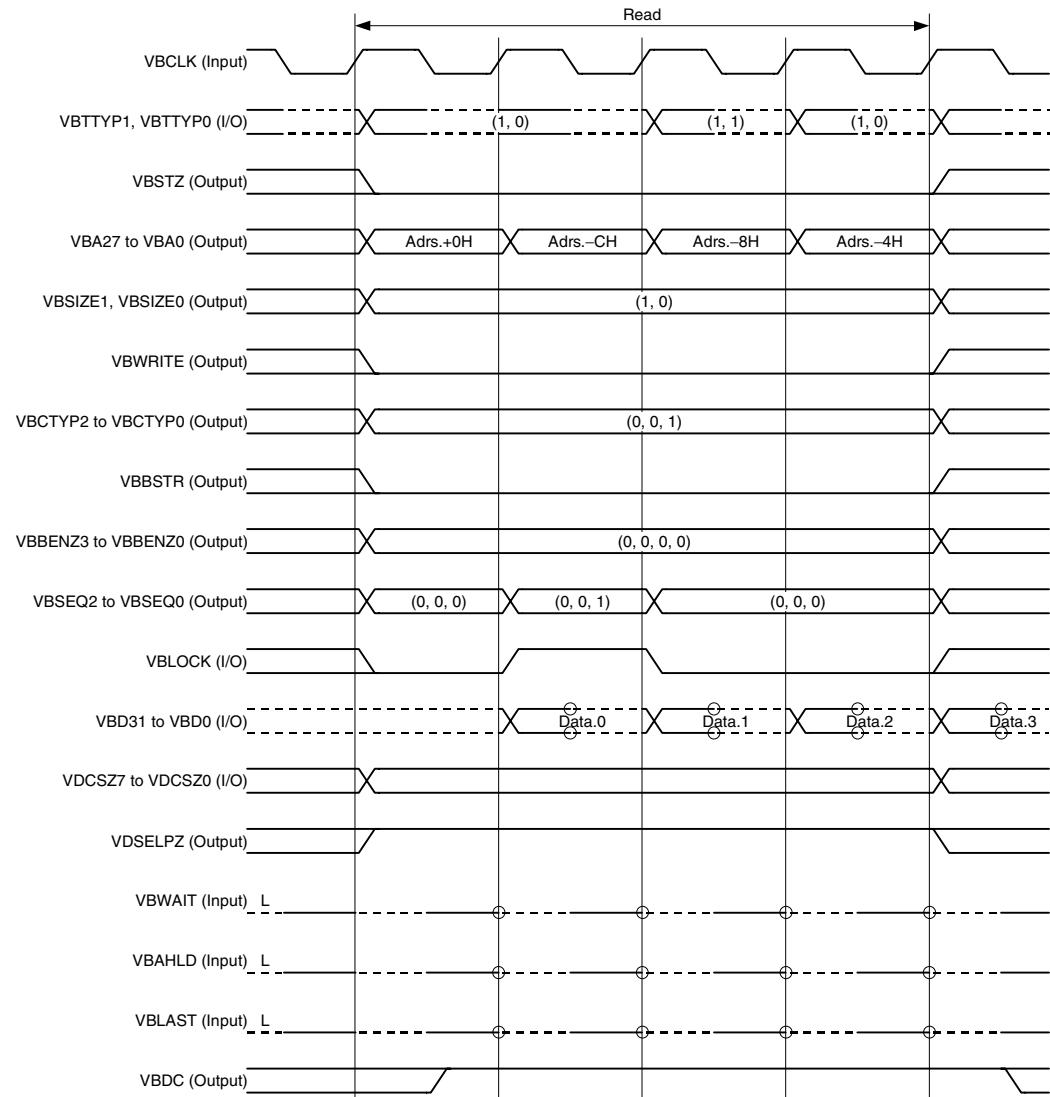 Read
VBCLK (Input)
VBTTYP1, VBTTYP0 (I/O) (1, 0) (1, 1) (1, 0)
VBSTZ (Output)
VBA27 to VBA0 (Output) Adrs.+0H Adrs.−CH Adrs.−8H Adrs.−4H
VBSIZE1, VBSIZE0 (Output) (1, 0)
VBWRITE (Output)
VBCTYP2 to VBCTYP0 (Output) (0, 0, 1)
VBBSTR (Output)
VBBENZ3 to VBBENZ0 (Output) (0, 0, 0, 0)
VBSEQ2 to VBSEQ0 (Output) (0, 0, 0) (0, 0, 1) (0, 0, 0)
VBLOCK (I/O)
VBD31 to VBD0 (I/O) Data.0 Data.1 Data.2 Data.3
VDCSZ7 to VDCSZ0 (I/O)
VDSELPZ (Output)
VBWAIT (Input) L
VBAHLD (Input) L
VBLAST (Input) L
VBDC (Output)